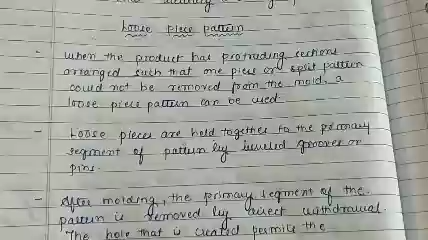 Loose piece pattern
- when the product has protruding sections
arranged such that one piece or split pattern
could not be removed from the mold, a
loose piece pattern can be used
- Loose pieces are held together to the primary
segment of pattern by beveled grooves or
pins.
- After molding, the primary segment of the
pattern is removed by direct withdrawal.
The hole that is created permits the